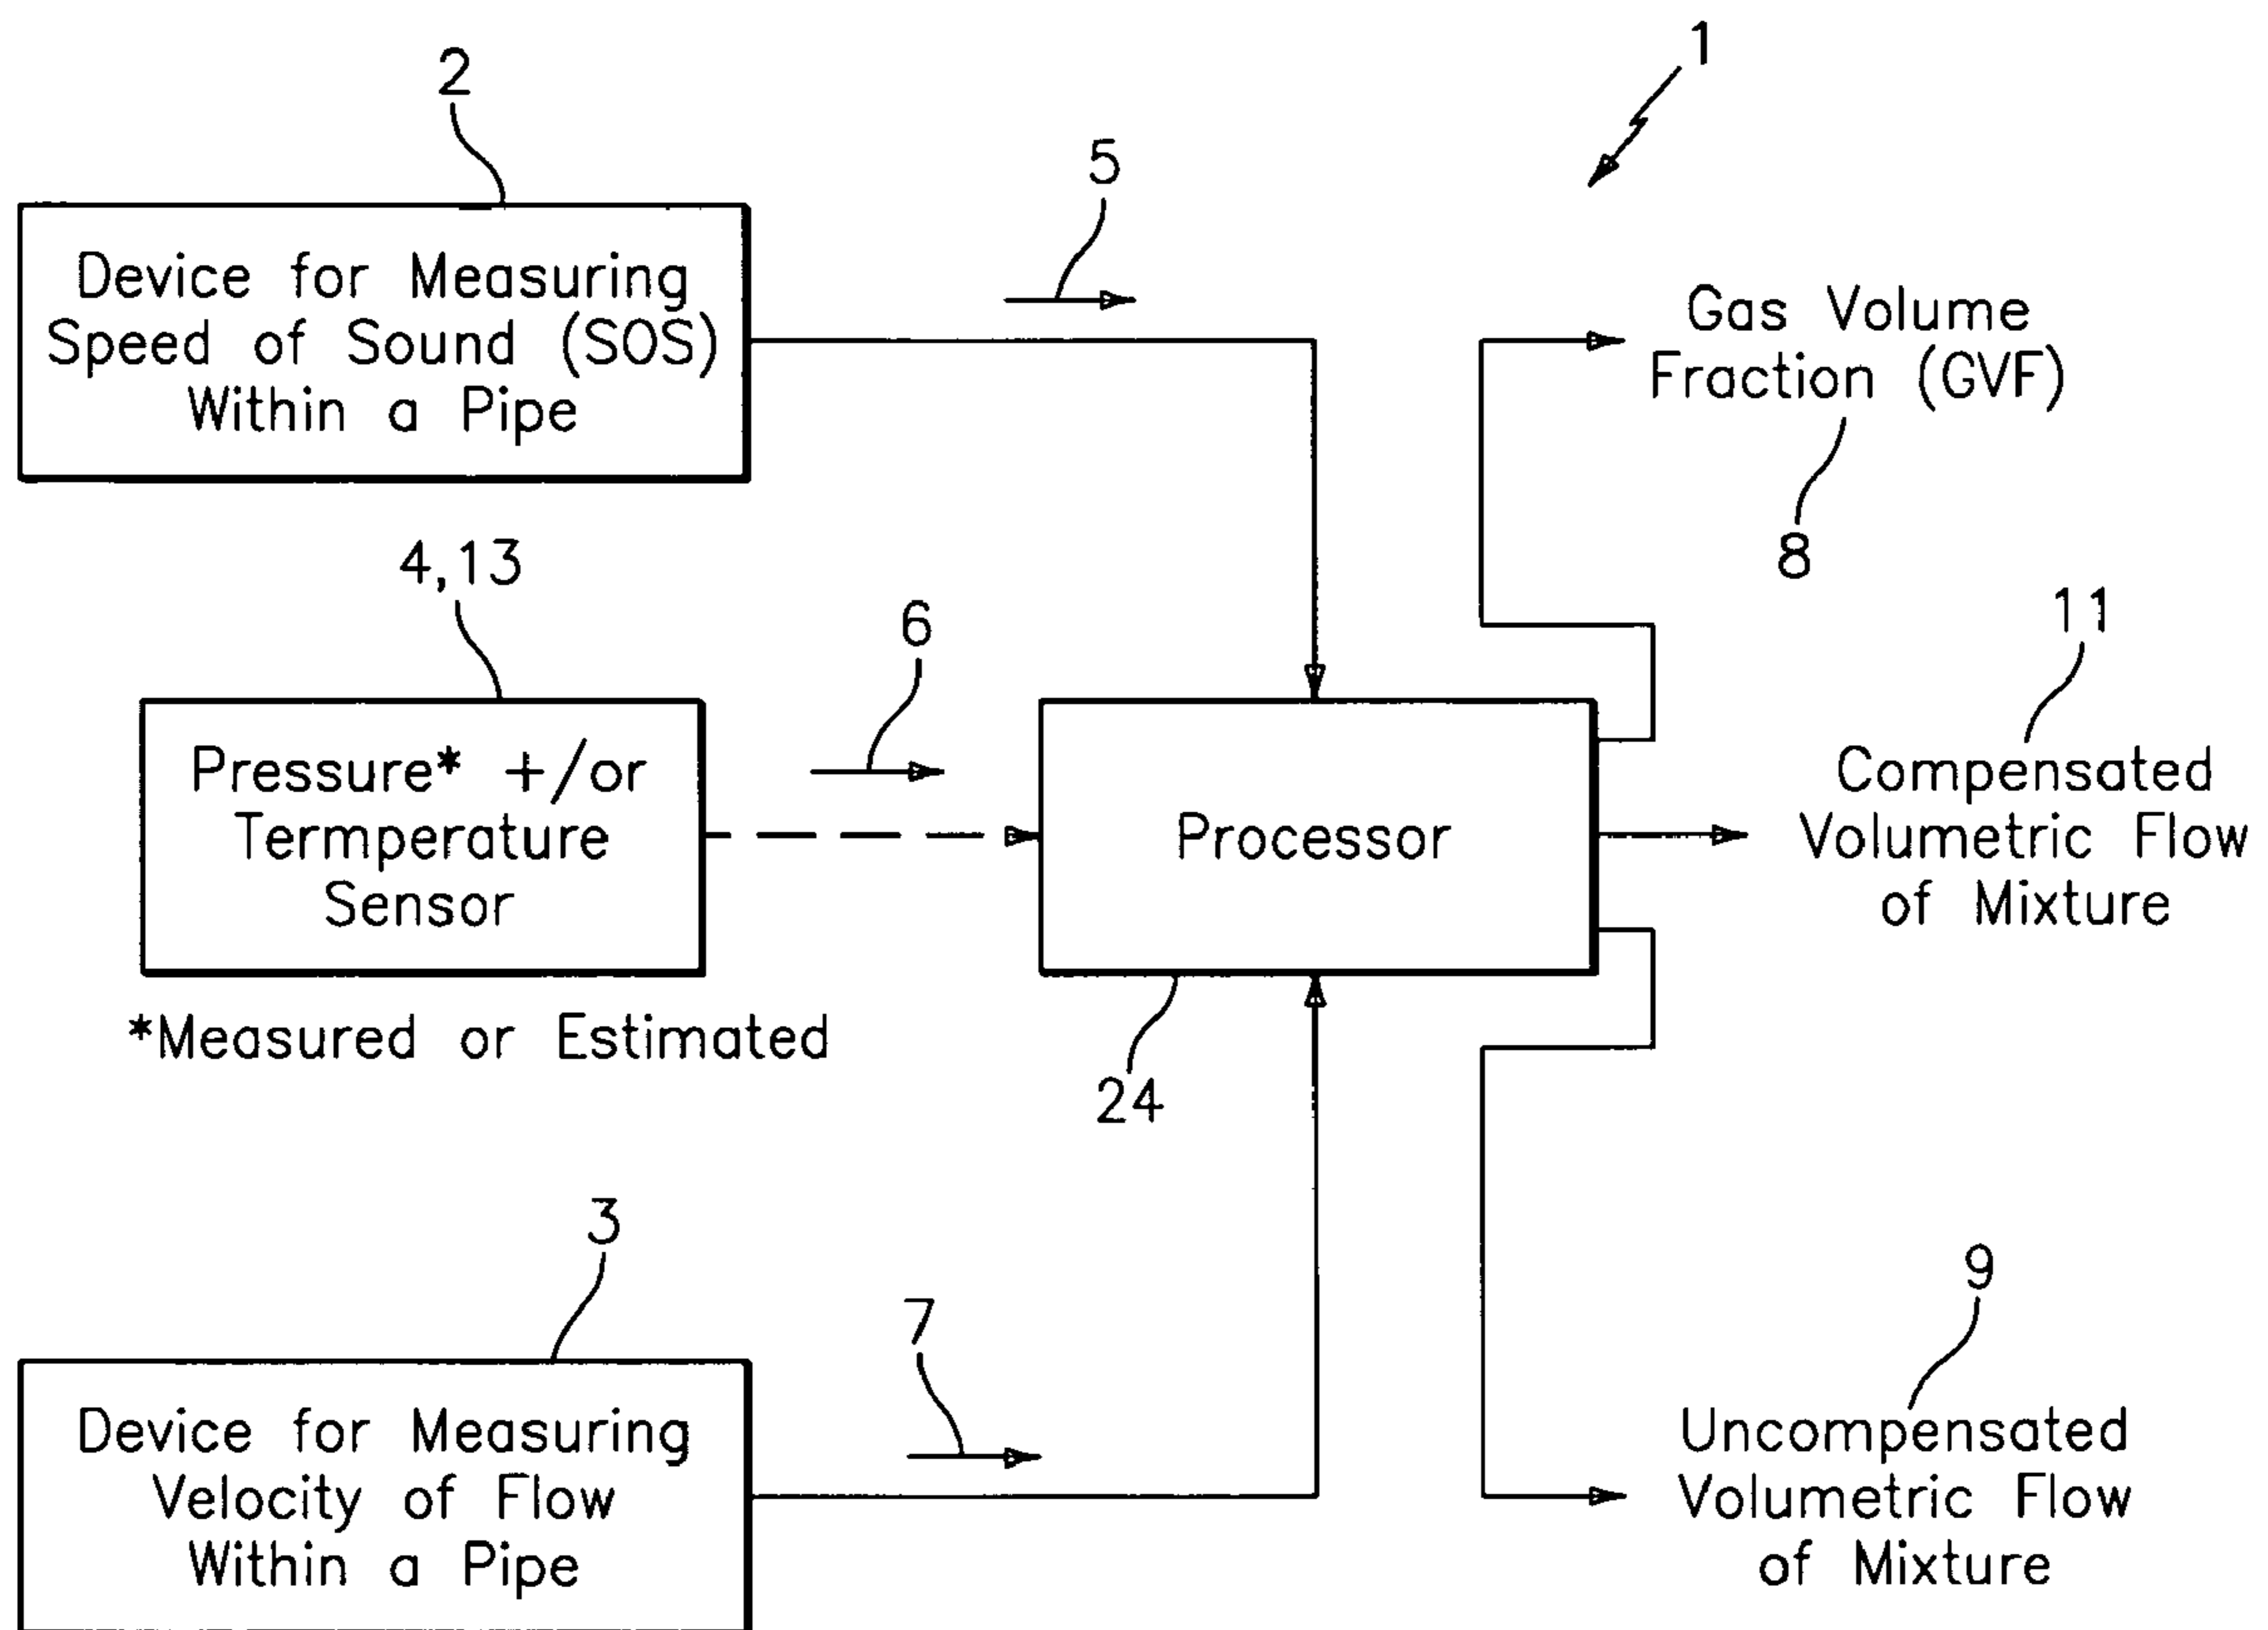 1
2
5
Device for Measuring
Speed of Sound (SOS)
Within a Pipe
Gas Volume
Fraction (GVF)
8
4,13
6
11
Pressure* +/or
Termperature
Sensor
Processor
Compensated
Volumetric Flow
of Mixture
*Measured or Estimated
24
3
7
9
Device for Measuring
Velocity of Flow
Within a Pipe
Uncompensated
Volumetric Flow
of Mixture